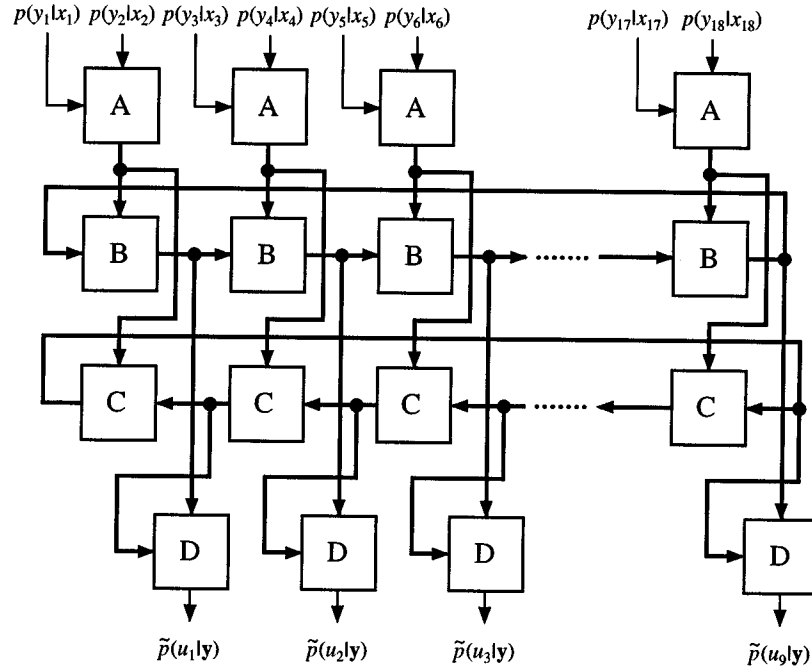 p(y₁|x₁) p(y₂|x₂) p(y₃|x₃) p(y₄|x₄) p(y₅|x₅) p(y₆|x₆) p(y₁₇|x₁₇) p(y₁₈|x₁₈)
A A A A
B B B ....... B
C C C ....... C
D D D D
p̃(u₁|y) p̃(u₂|y) p̃(u₃|y) p̃(u₉|y)